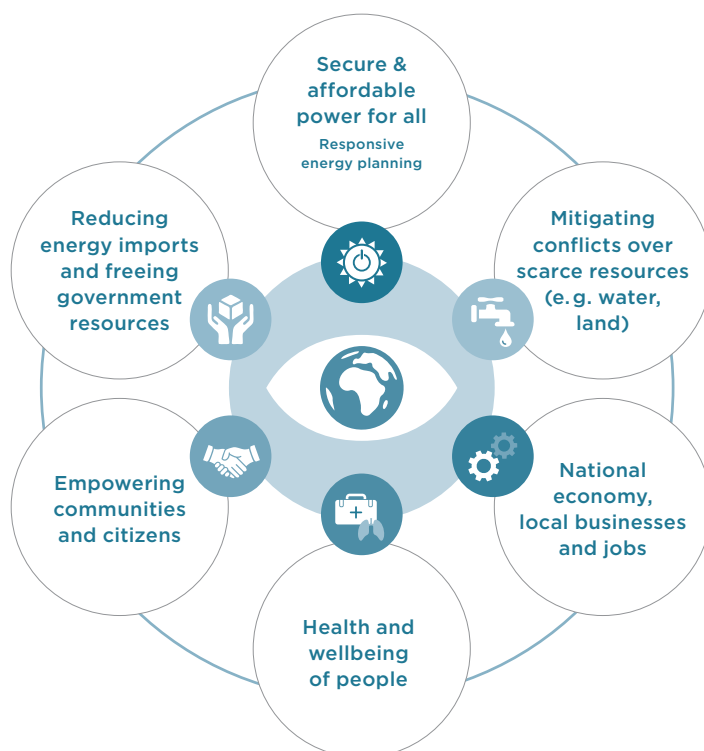 Secure &
affordable
power for all
Responsive
energy planning
Mitigating
conflicts over
scarce resources
(e. g. water,
land)
National
economy,
local businesses
and jobs
Health and
wellbeing
of people
Empowering
communities
and citizens
Reducing
energy imports
and freeing
government
resources